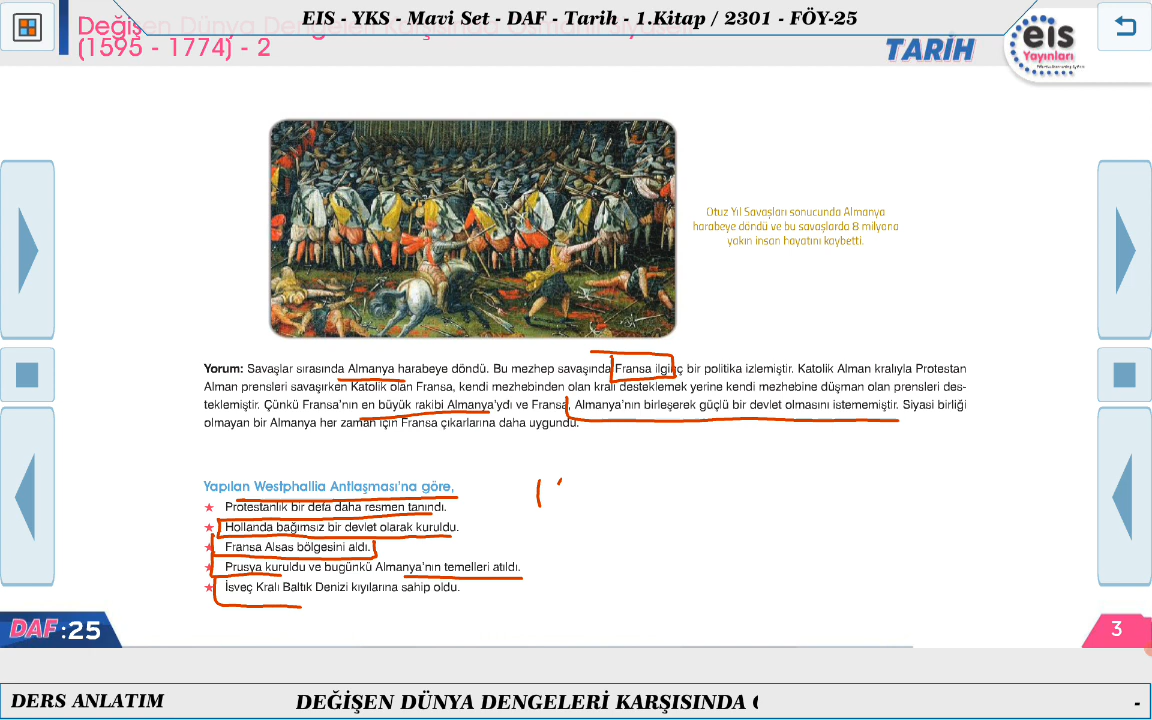 EIS - YKS - Mavi Set - DAF - Tarih - 1.Kitap / 2301 - FÖY-25
Değişen Dünya Dengeleri Karşısında Osmanlı Siyaseti
(1595 - 1774) - 2
TARİH
eis
Yayınları
Otuz Yıl Savaşları sonucunda Almanya
harabeye döndü ve bu savaşlarda 8 milyona
yakın insan hayatını kaybetti.
Yorum: Savaşlar sırasında Almanya harabeye döndü. Bu mezhep savaşında Fransa ilginç bir politika izlemiştir. Katolik Alman kralıyla Protestan
Alman prensleri savaşırken Katolik olan Fransa, kendi mezhebinden olan kralı desteklemek yerine kendi mezhebine düşman olan prensleri des-
teklemiştir. Çünkü Fransa'nın en büyük rakibi Almanya'ydı ve Fransa, Almanya'nın birleşerek güçlü bir devlet olmasını istememiştir. Siyasi birliği
olmayan bir Almanya her zaman için Fransa çıkarlarına daha uygundu.
Yapılan Westphallia Antlaşması'na göre,
★ Protestanlık bir defa daha resmen tanındı.
★ Hollanda bağımsız bir devlet olarak kuruldu.
★ Fransa Alsas bölgesini aldı.
★ Prusya kuruldu ve bugünkü Almanya'nın temelleri atıldı.
★ İsveç Kralı Baltık Denizi kıyılarına sahip oldu.
DAF:25
3
DERS ANLATIM
DEĞİŞEN DÜNYA DENGELERİ KARŞISINDA
-